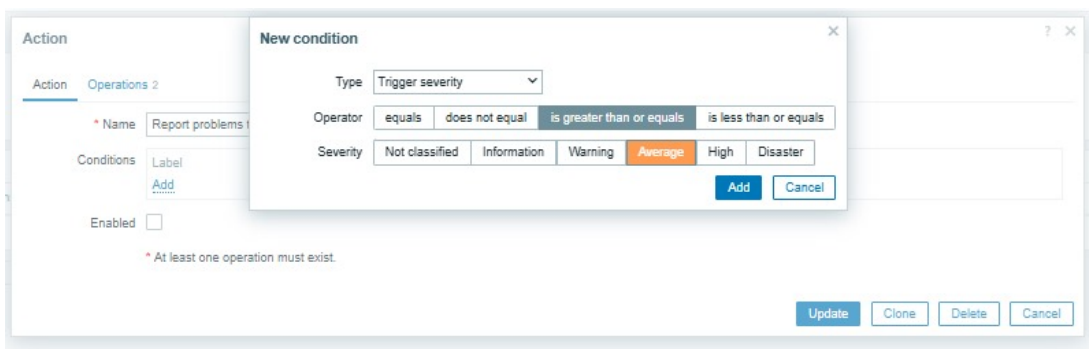 Action
? ×
Action
Operations 2
* Name
Report problems
Conditions
Label
Add
Enabled
* At least one operation must exist.
Update
Clone
Delete
Cancel
New condition
×
Type
Trigger severity
Operator
equals
does not equal
is greater than or equals
is less than or equals
Severity
Not classified
Information
Warning
Average
High
Disaster
Add
Cancel